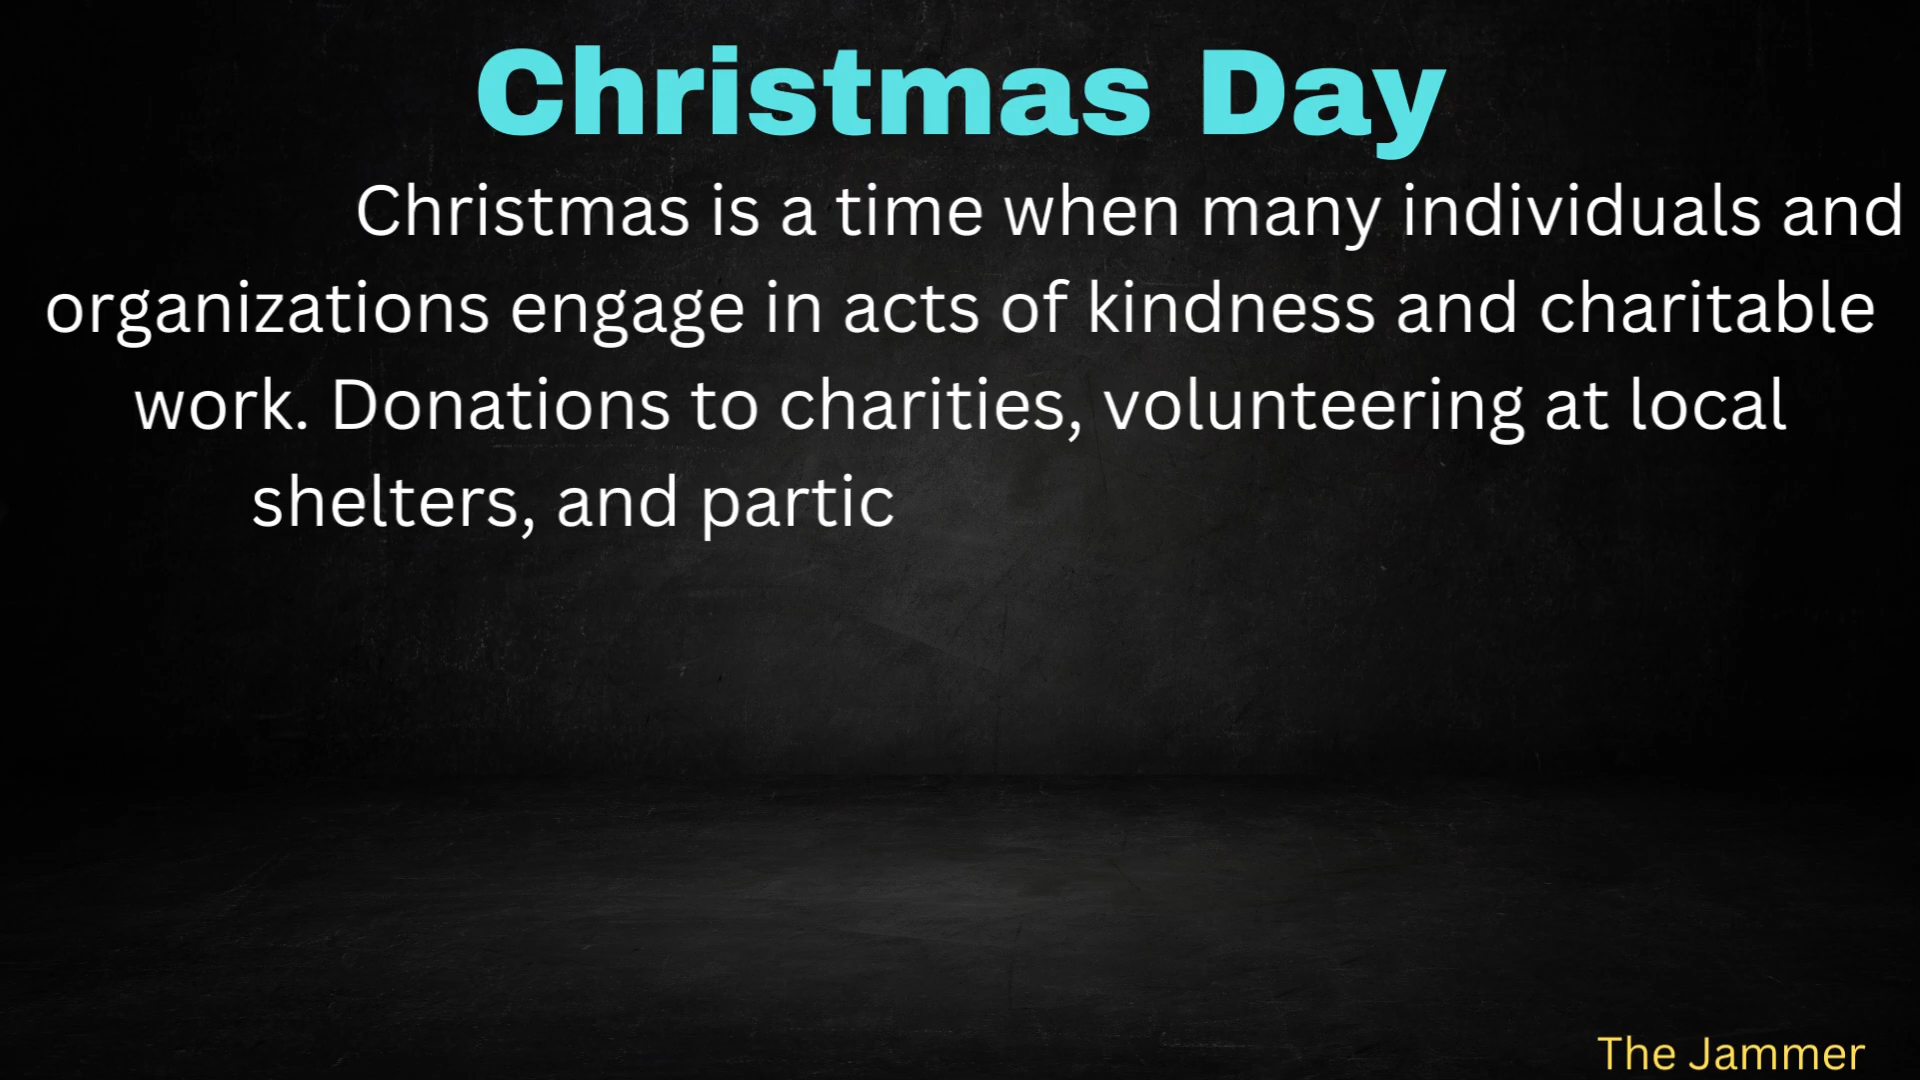 Christmas Day
Christmas is a time when many individuals and
organizations engage in acts of kindness and charitable
work. Donations to charities, volunteering at local
shelters, and partic
The Jammer